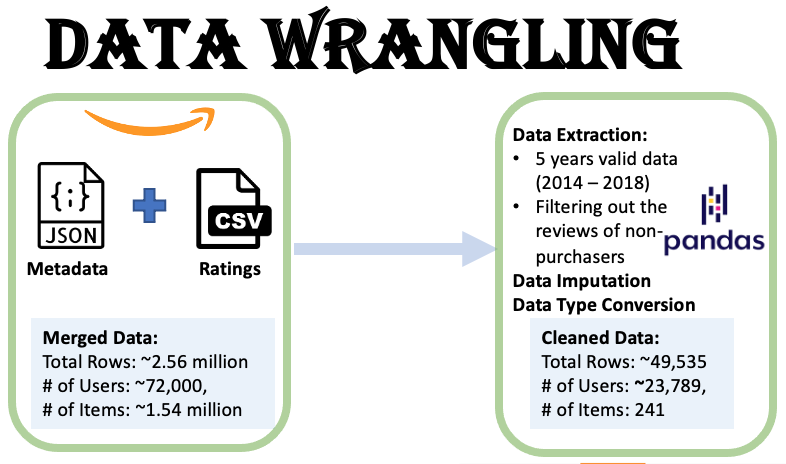 DATA WRANGLING
{;}
JSON
CSV
Metadata
Ratings
Merged Data:
Total Rows: ~2.56 million
# of Users: ~72,000,
# of Items: ~1.54 million
Data Extraction:
• 5 years valid data
(2014 – 2018)
• Filtering out the
reviews of non-
purchasers
pandas
Data Imputation
Data Type Conversion
Cleaned Data:
Total Rows: ~49,535
# of Users: ~23,789,
# of Items: 241